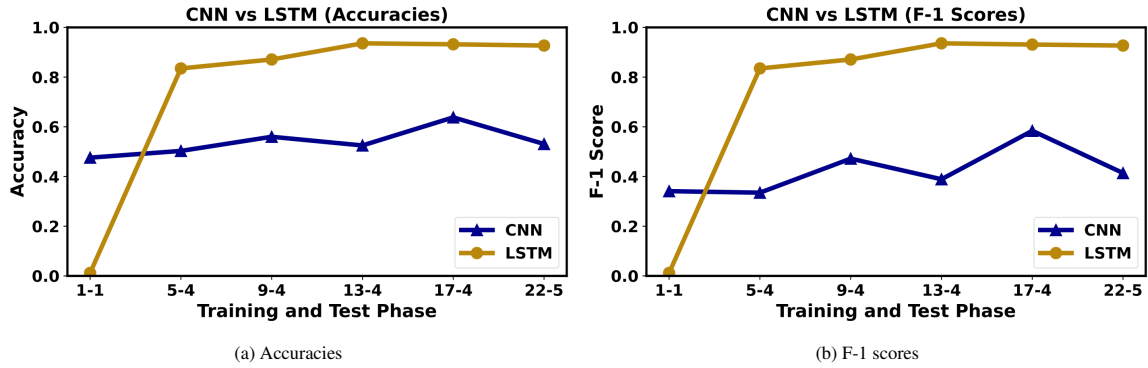 CNN vs LSTM (Accuracies)
1.0
0.8
0.6
0.4
0.2
0.0
Accuracy
CNN
LSTM
1-1 5-4 9-4 13-4 17-4 22-5
Training and Test Phase
(a) Accuracies
CNN vs LSTM (F-1 Scores)
1.0
0.8
0.6
0.4
0.2
0.0
F-1 Score
CNN
LSTM
1-1 5-4 9-4 13-4 17-4 22-5
Training and Test Phase
(b) F-1 scores